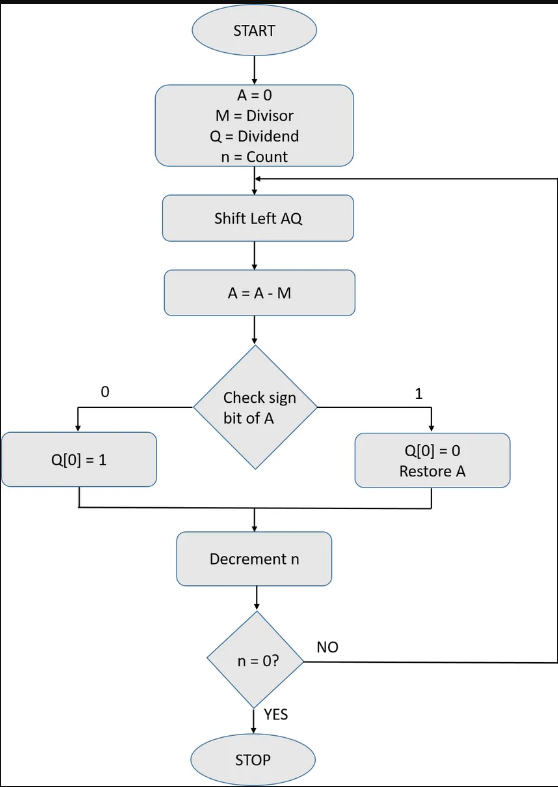 START
A = 0
M = Divisor
Q = Dividend
n = Count
Shift Left AQ
A = A - M
Check sign
bit of A
0
1
Q[0] = 1
Q[0] = 0
Restore A
Decrement n
n = 0?
NO
YES
STOP